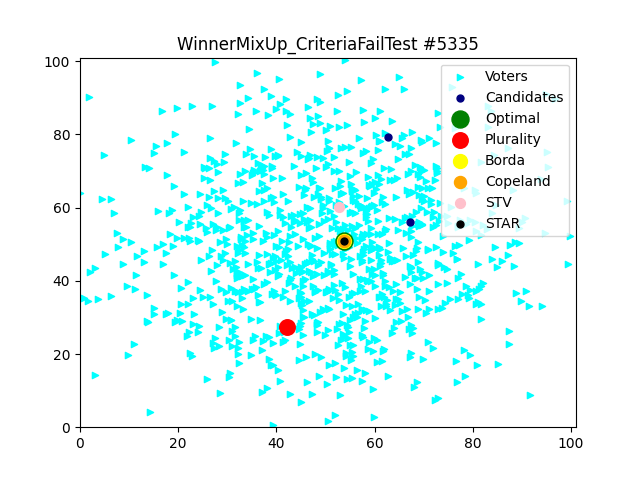 WinnerMixUp_CriteriaFailTest #5335
100
80
60
40
20
0
0 20 40 60 80 100
Voters
Candidates
Optimal
Plurality
Borda
Copeland
STV
STAR